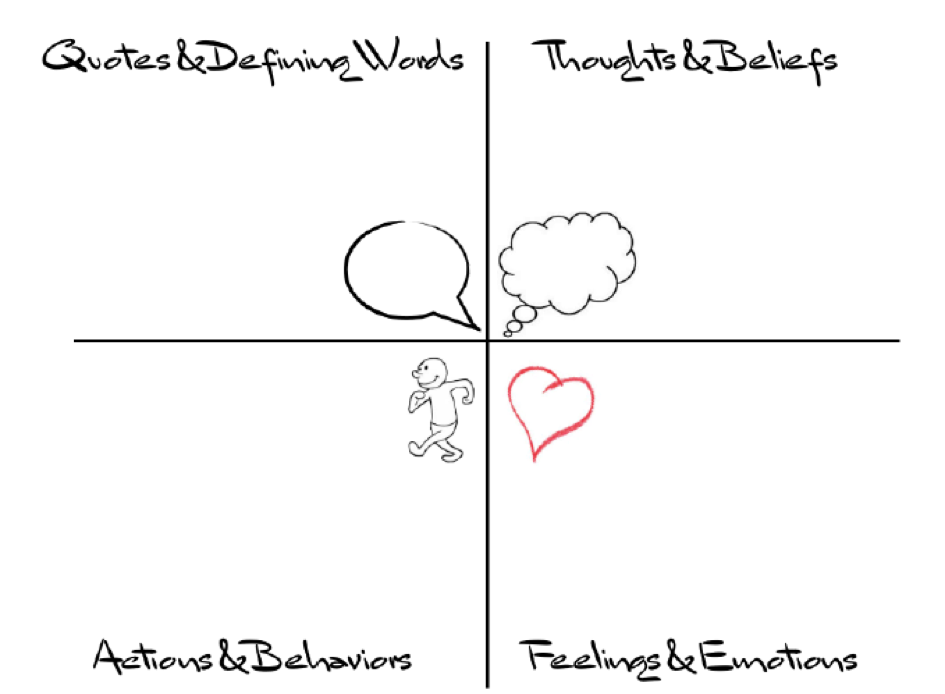 Quotes & Defining Words
Thoughts & Beliefs
Actions & Behaviors
Feelings & Emotions